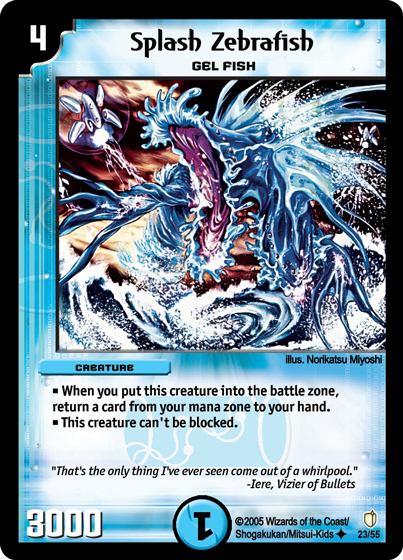 4
Splash Zebrafish
GEL FISH
illus. Norikatsu Miyoshi
CREATURE
▪ When you put this creature into the battle zone,
return a card from your mana zone to your hand.
▪ This creature can't be blocked.
"That's the only thing I've ever seen come out of a whirlpool."
-Iere, Vizier of Bullets
3000
1
©2005 Wizards of the Coast/
Shogakukan/Mitsui-Kids ✦ 23/55